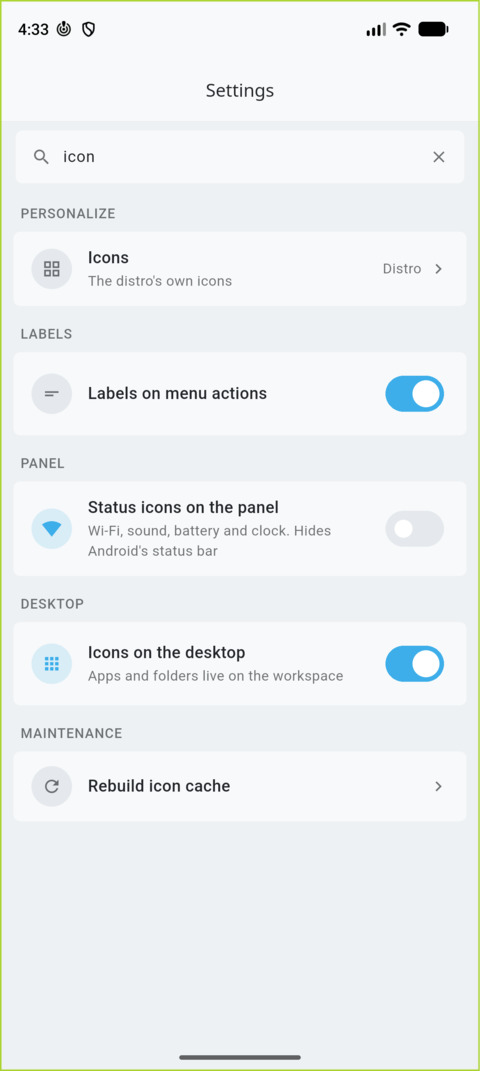 4:33
Settings
icon
PERSONALIZE
Icons
The distro's own icons
Distro
LABELS
Labels on menu actions
PANEL
Status icons on the panel
Wi-Fi, sound, battery and clock. Hides
Android's status bar
DESKTOP
Icons on the desktop
Apps and folders live on the workspace
MAINTENANCE
Rebuild icon cache